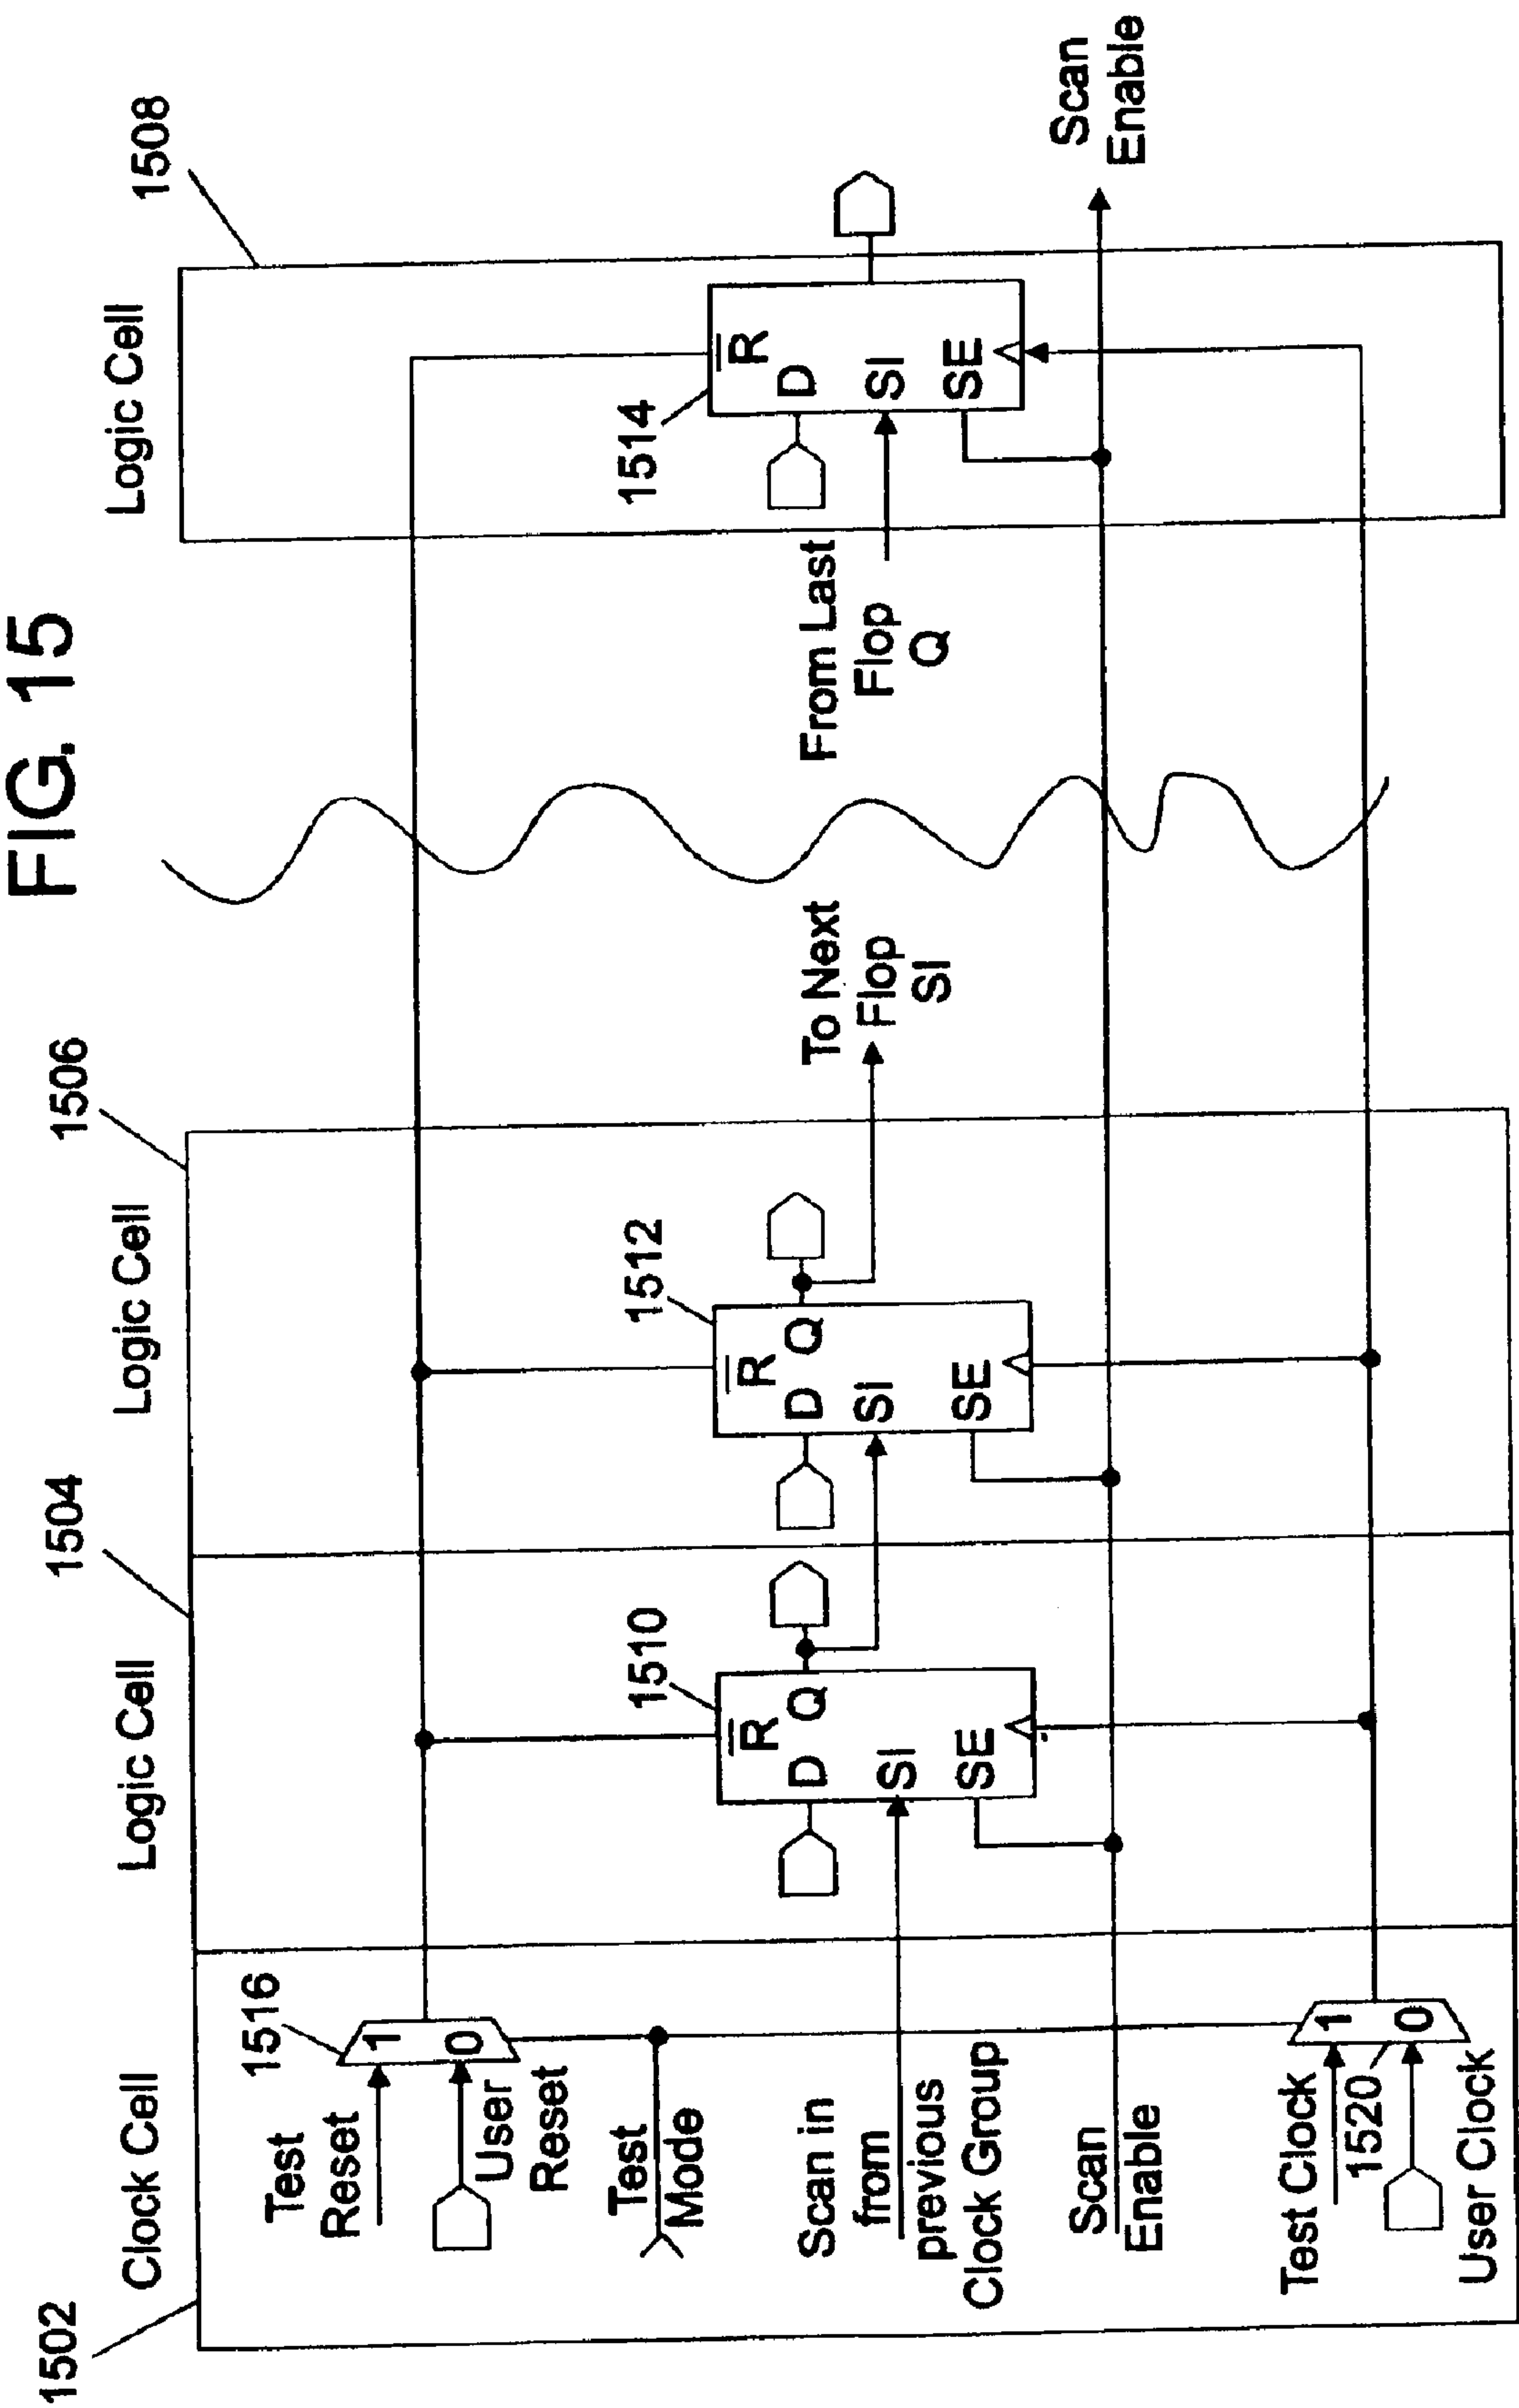 FIG. 15
1502
1504
1506
1508
Clock Cell
Logic Cell
Logic Cell
Logic Cell
Test
Reset
1516
1
0
User
Reset
Test
Mode
Scan in
from
previous
Clock Group
Scan
Enable
Test Clock
1520
1
0
User Clock
1510
R
D Q
SI
SE
1512
R
D Q
SI
SE
To Next
Flop
SI
From Last
Flop
Q
1514
R
D
SI
SE
Scan
Enable